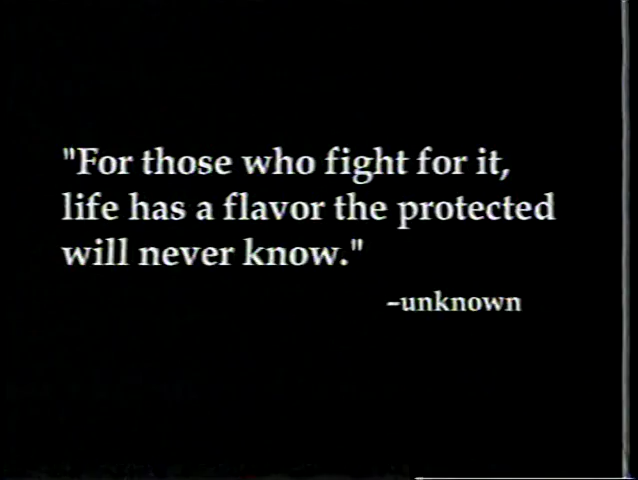 "For those who fight for it,
life has a flavor the protected
will never know."
–unknown